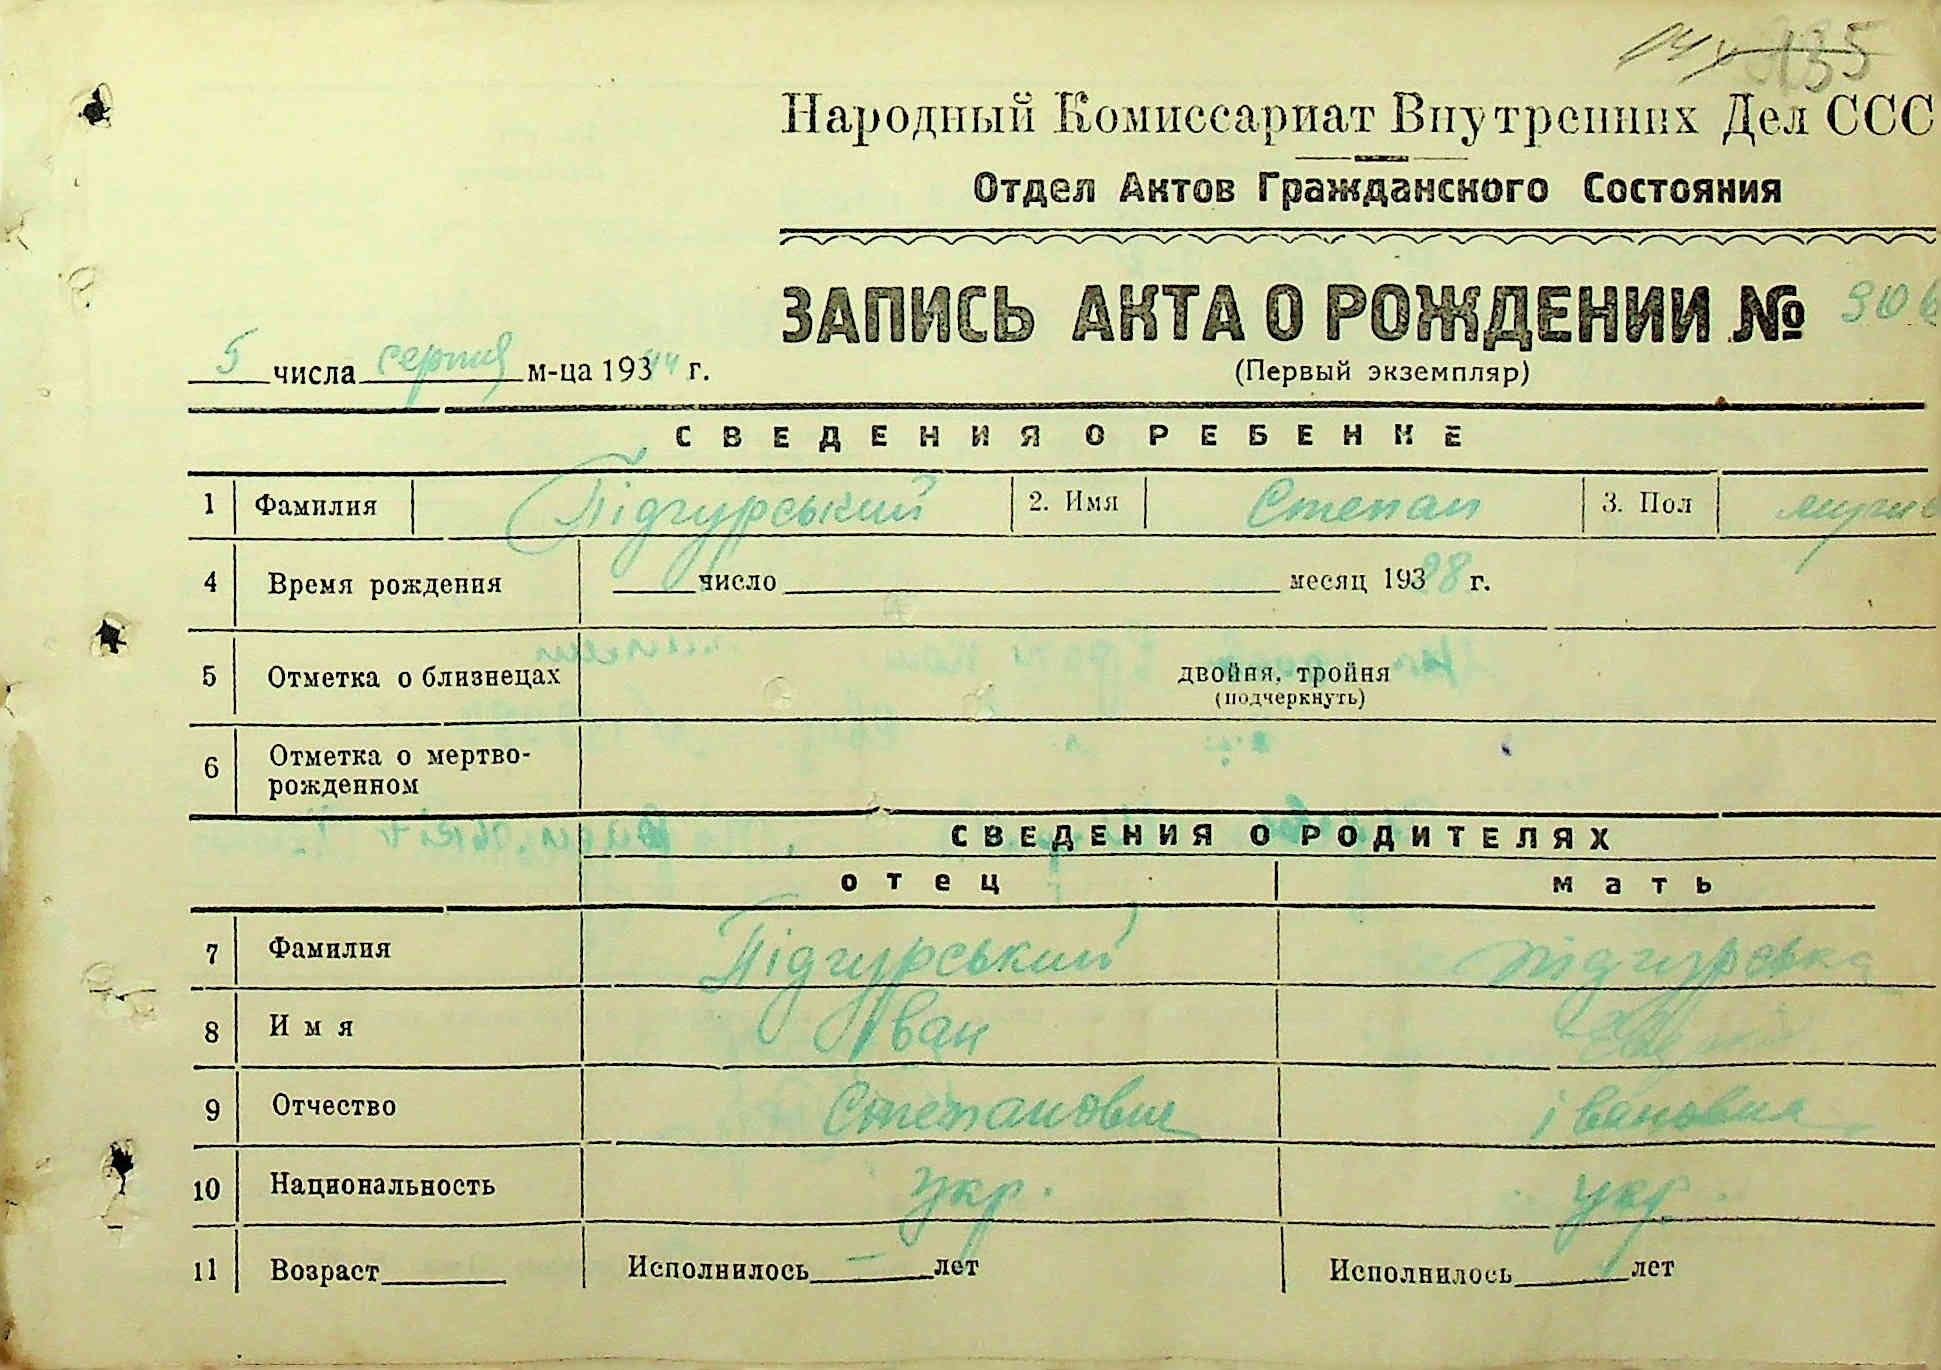 135
Народный Комиссариат Внутренних Дел ССС
Отдел Актов Гражданского Состояния
ЗАПИСЬ АКТА О РОЖДЕНИИ №
5 числа серпня м-ца 1944 г.
(Первый экземпляр)
СВЕДЕНИЯ О РЕБЕНКЕ
1 Фамилия Підгурський 2. Имя Степан 3. Пол
4 Время рождения число месяц 193 г.
5 Отметка о близнецах двойня, тройня
(подчеркнуть)
6 Отметка о мертво-
рожденном
СВЕДЕНИЯ О РОДИТЕЛЯХ
отец мать
7 Фамилия Підгурський Підгурська
8 Имя Іван
9 Отчество Степанович Івановна
10 Национальность укр. укр.
11 Возраст Исполнилось — лет Исполнилось лет